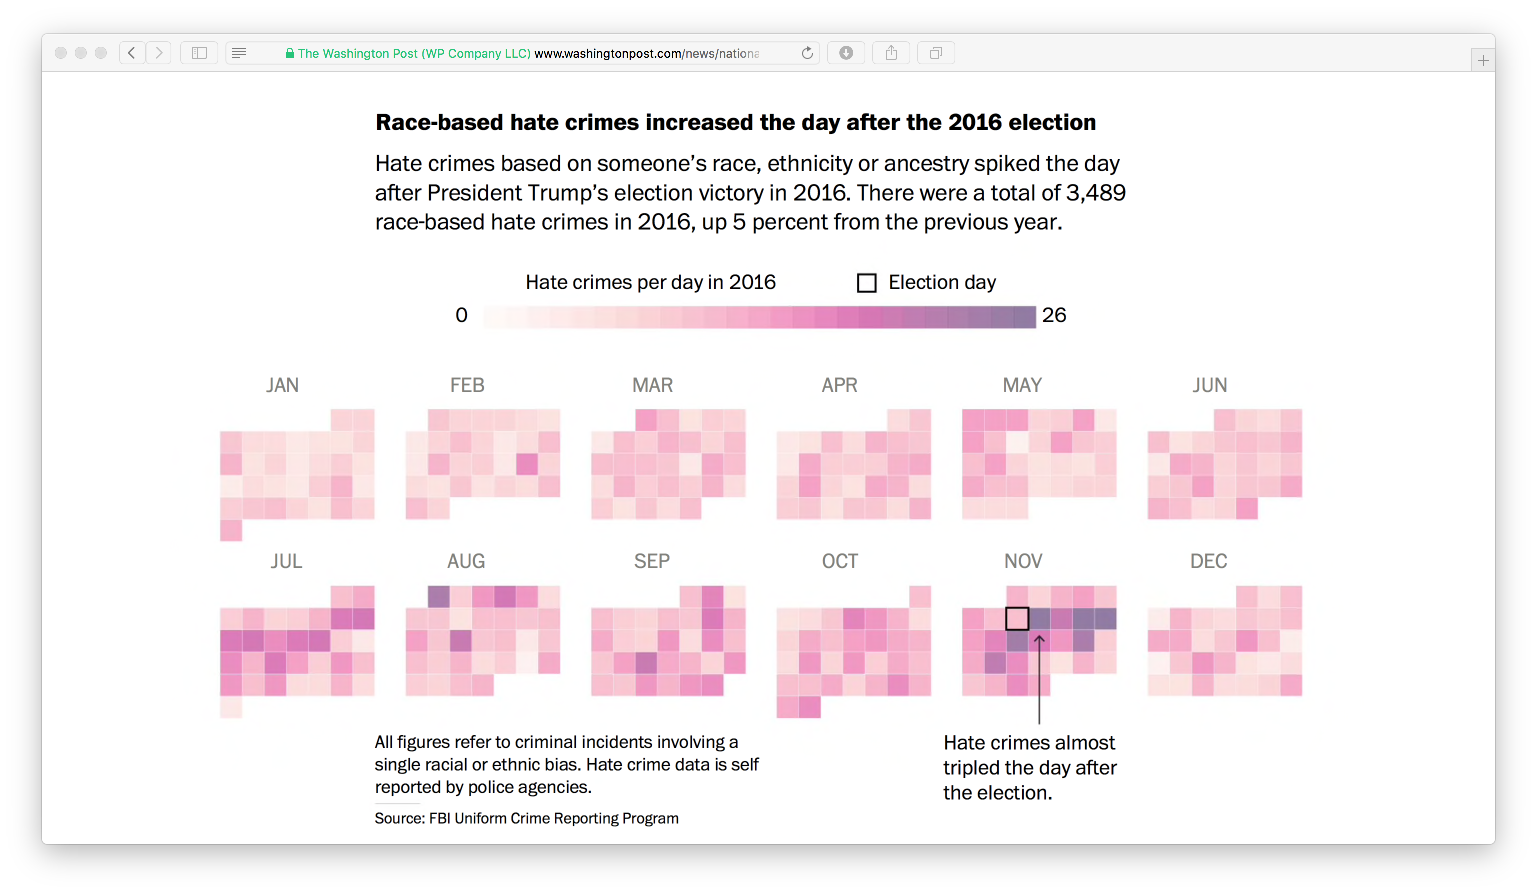 The Washington Post (WP Company LLC) www.washingtonpost.com/news/nationa
Race-based hate crimes increased the day after the 2016 election
Hate crimes based on someone's race, ethnicity or ancestry spiked the day
after President Trump's election victory in 2016. There were a total of 3,489
race-based hate crimes in 2016, up 5 percent from the previous year.
Hate crimes per day in 2016 Election day
0 26
JAN FEB MAR APR MAY JUN
JUL AUG SEP OCT NOV DEC
All figures refer to criminal incidents involving a
single racial or ethnic bias. Hate crime data is self
reported by police agencies.
Source: FBI Uniform Crime Reporting Program
Hate crimes almost
tripled the day after
the election.